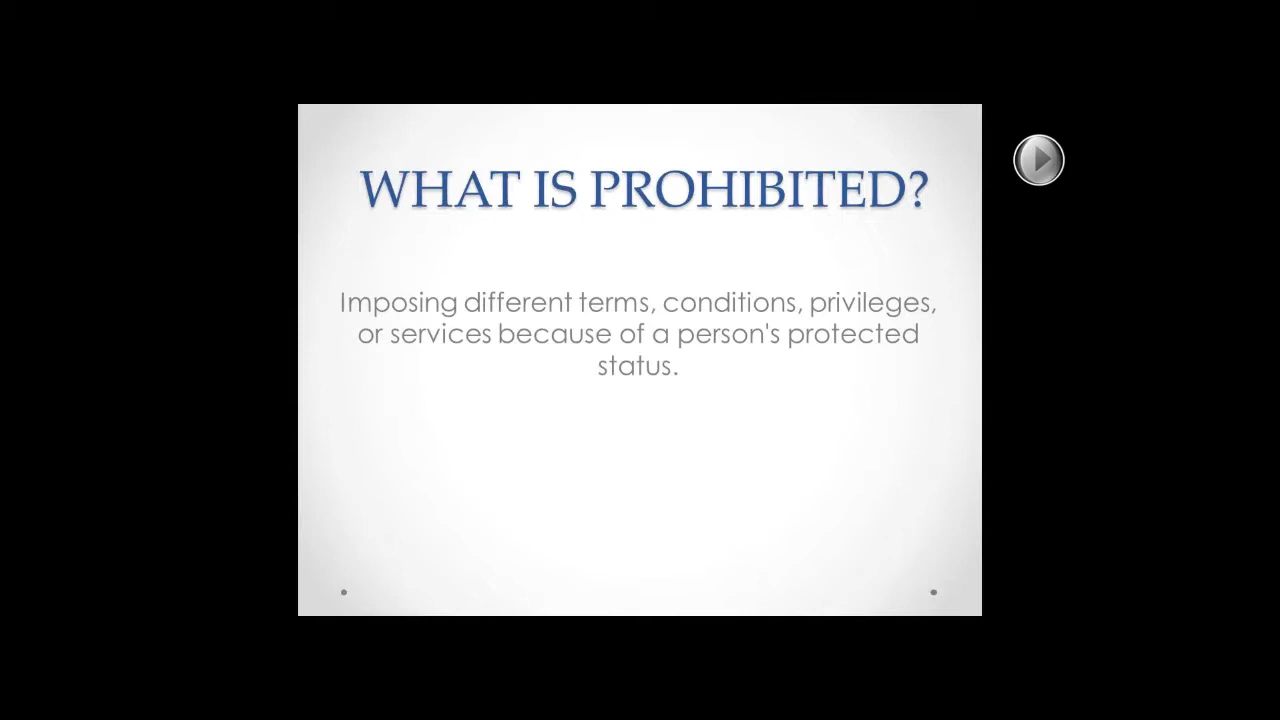 WHAT IS PROHIBITED?
Imposing different terms, conditions, privileges,
or services because of a person's protected
status.